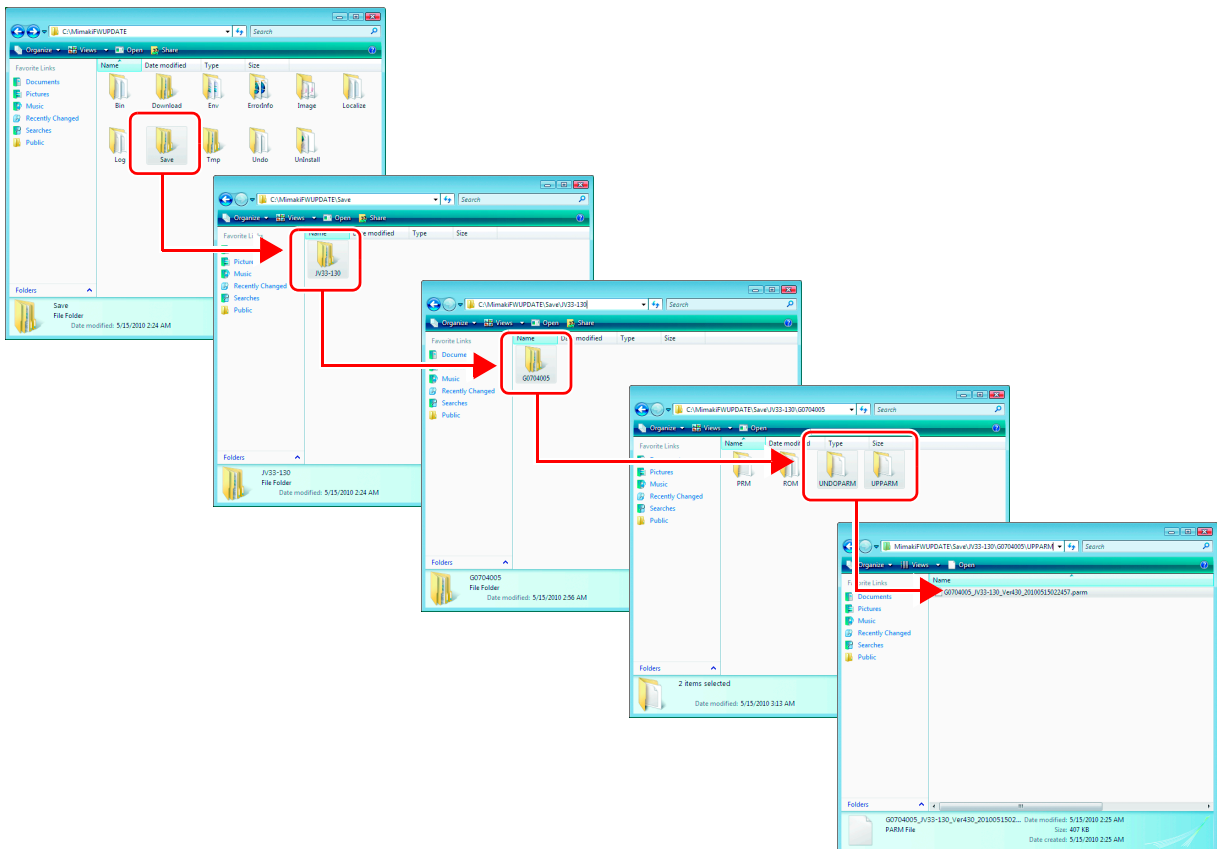 C:\MimakiFWUPDATE
Search
Organize Views Open Share
Favorite Links
Documents
Pictures
Music
Recently Changed
Searches
Public
Folders
Name Date modified Type Size
Bin Download Env ErrorInfo Image Localize
Log Save Tmp Undo UnInstall
Save
File Folder
Date modified: 5/15/2010 2:24 AM
C:\MimakiFWUPDATE\Save
Search
Organize Views Open Share
Favorite Li
Pictur
Music
Recently Changed
Searches
Public
Folders
Name e modified Type Size
JV33-130
JV33-130
File Folder
Date modified: 5/15/2010 2:24 AM
C:\MimakiFWUPDATE\Save\JV33-130
Search
Organize Views Open Share
Favorite Links
Docume
Music
Recently Changed
Searches
Public
Folders
Name D modified Type Size
G0704005
G0704005
File Folder
Date modified: 5/15/2010 2:56 AM
C:\MimakiFWUPDATE\Save\JV33-130\G0704005
Search
Organize Views Open
Favorite Links
Pictures
Music
Recently Changed
Searches
Public
Folders
Name Date modified Type Size
PRM ROM UNDOPARM UPPARM
2 items selected
Date modified: 5/15/2010 3:13 AM
MimakiFWUPDATE\Save\JV33-130\G0704005\UPPARM
Search
Organize Views Open
Fa orite Links
Documents
Pictures
Music
Recently Changed
Searches
Public
Folders
Name
G0704005_JV33-130_Ver430_20100515022457.parm
G0704005_JV33-130_Ver430_2010051502... Date modified: 5/15/2010 2:25 AM
PARM File Size: 407 KB
Date created: 5/15/2010 2:25 AM